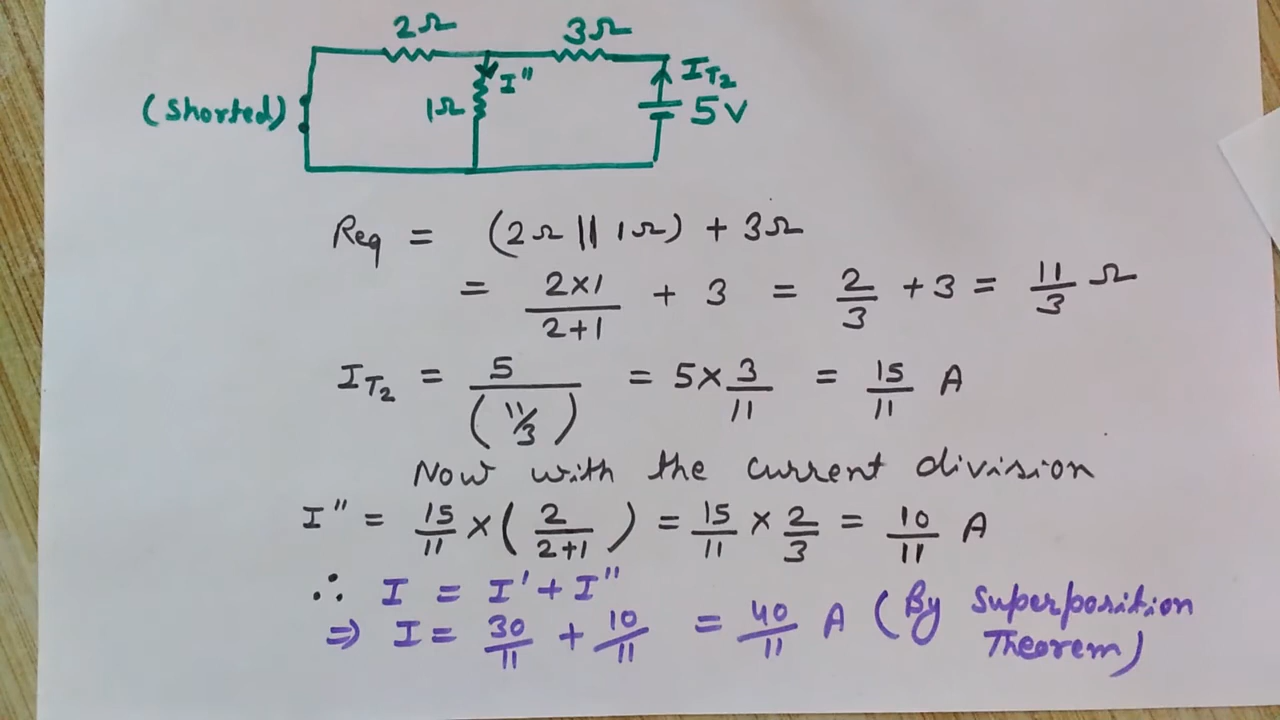 2Ω 3Ω
(Shorted) 1Ω I" I_T₂ 5V
Req = (2Ω || 1Ω) + 3Ω
= 2×1/2+1 + 3 = 2/3 + 3 = 11/3 Ω
I_T₂ = 5/(11/3) = 5×3/11 = 15/11 A
Now with the current division
I" = 15/11 × (2/2+1) = 15/11 × 2/3 = 10/11 A
∴ I = I' + I"
⇒ I = 30/11 + 10/11 = 40/11 A (By Superposition
Theorem)